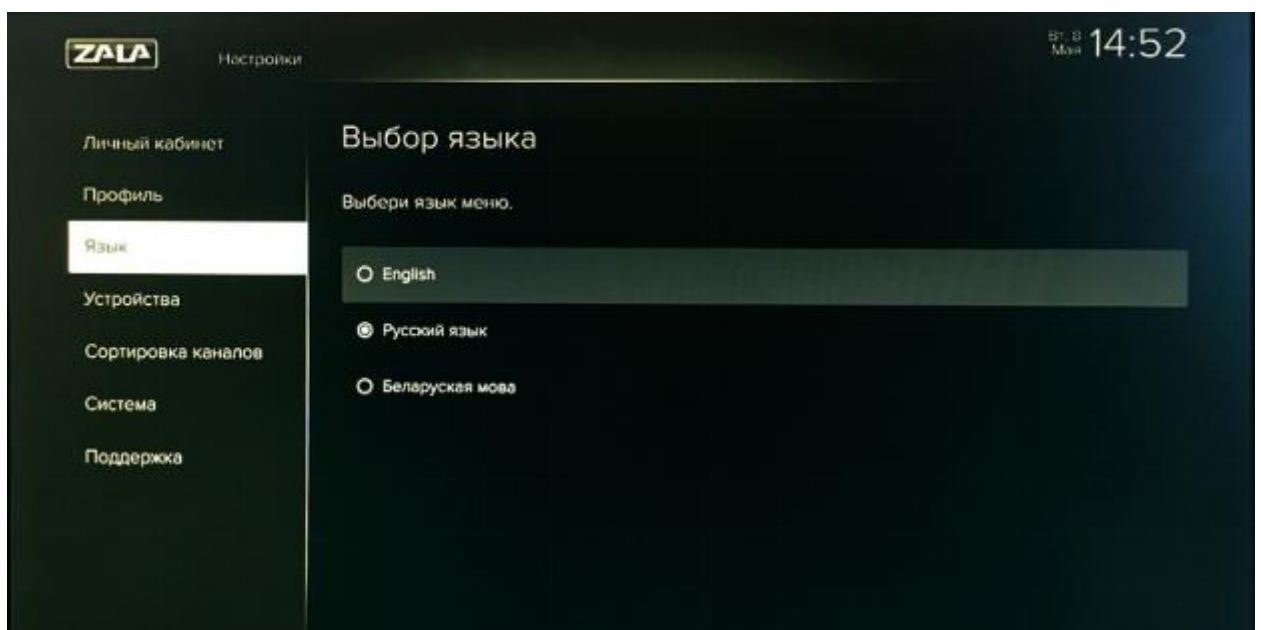 ZALA
Настройки
Вт, 8
Мая
14:52
Личный кабинет
Профиль
Язык
Устройства
Сортировка каналов
Система
Поддержка
Выбор языка
Выбери язык меню.
English
Русский язык
Беларуская мова